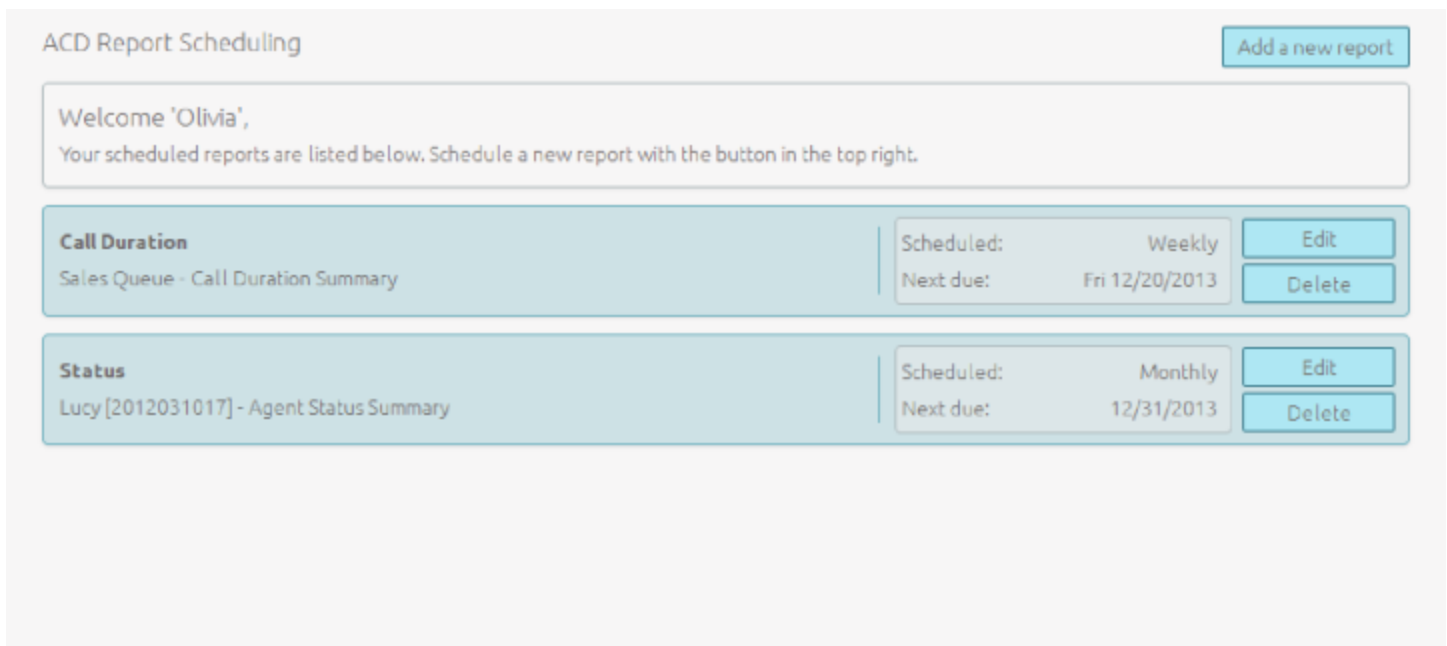 ACD Report Scheduling
Add a new report
Welcome 'Olivia',
Your scheduled reports are listed below. Schedule a new report with the button in the top right.
Call Duration
Sales Queue - Call Duration Summary
Scheduled: Weekly
Next due: Fri 12/20/2013
Edit
Delete
Status
Lucy [2012031017] - Agent Status Summary
Scheduled: Monthly
Next due: 12/31/2013
Edit
Delete